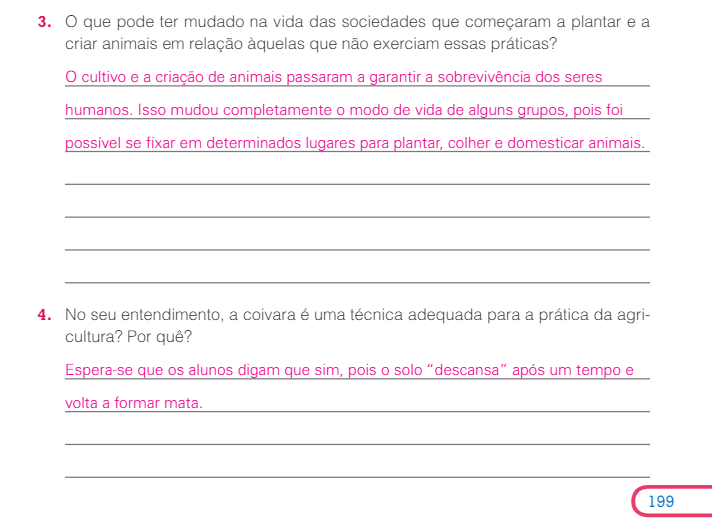 3. O que pode ter mudado na vida das sociedades que começaram a plantar e a
criar animais em relação àquelas que não exerciam essas práticas?
O cultivo e a criação de animais passaram a garantir a sobrevivência dos seres
humanos. Isso mudou completamente o modo de vida de alguns grupos, pois foi
possível se fixar em determinados lugares para plantar, colher e domesticar animais.
4. No seu entendimento, a coivara é uma técnica adequada para a prática da agri-
cultura? Por quê?
Espera-se que os alunos digam que sim, pois o solo “descansa” após um tempo e
volta a formar mata.
199